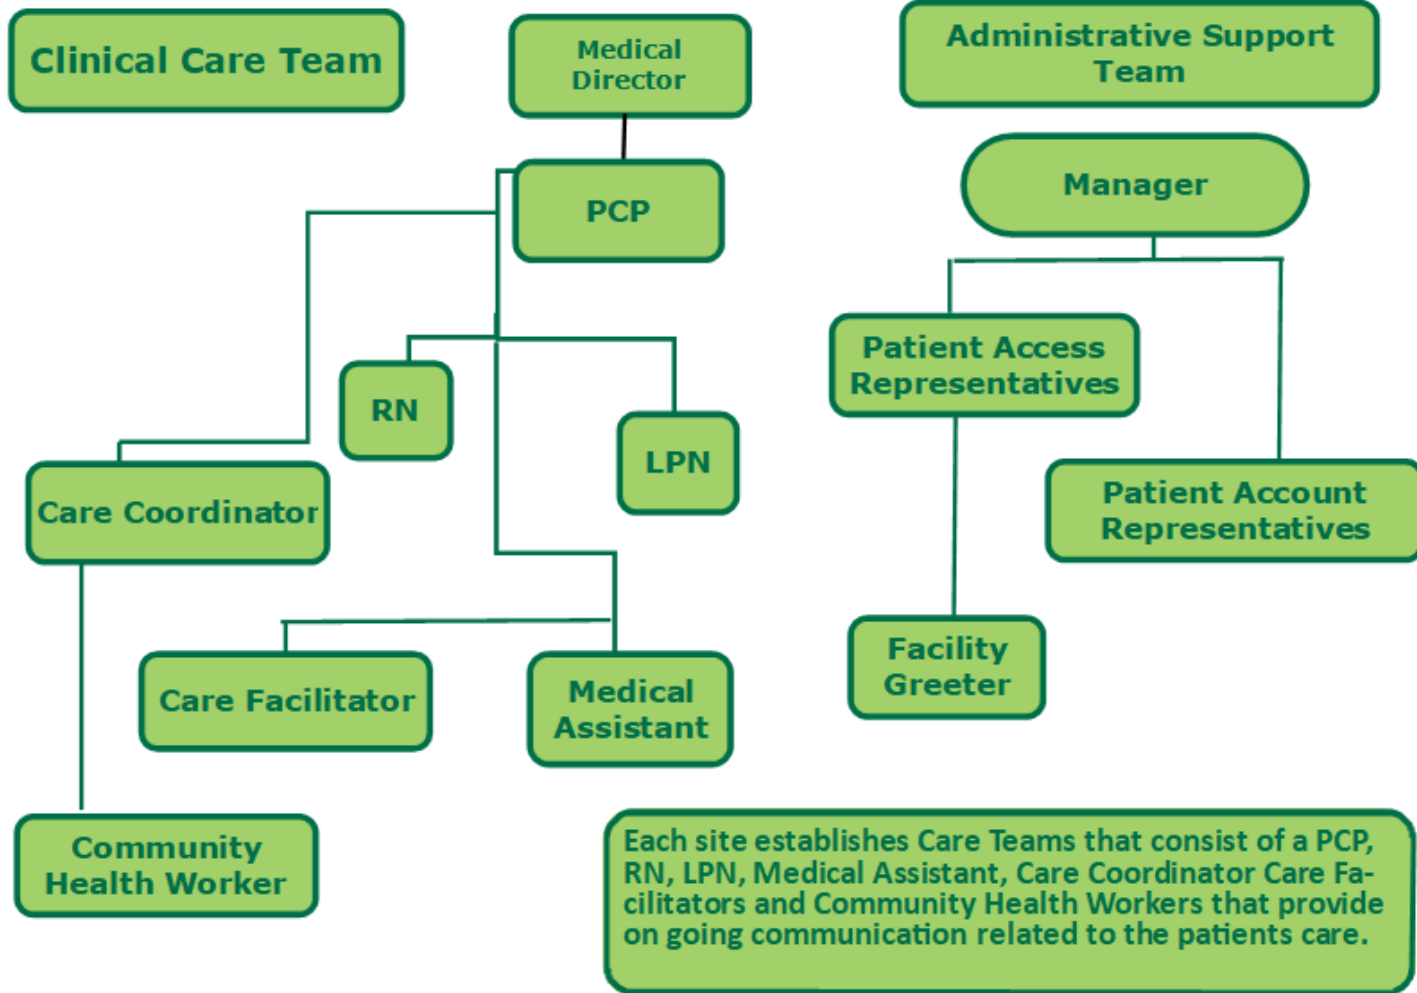 Clinical Care Team
Medical
Director
Administrative Support
Team
PCP
Manager
RN
LPN
Patient Access
Representatives
Care Coordinator
Patient Account
Representatives
Care Facilitator
Medical
Assistant
Facility
Greeter
Community
Health Worker
Each site establishes Care Teams that consist of a PCP,
RN, LPN, Medical Assistant, Care Coordinator Care Fa-
cilitators and Community Health Workers that provide
on going communication related to the patients care.